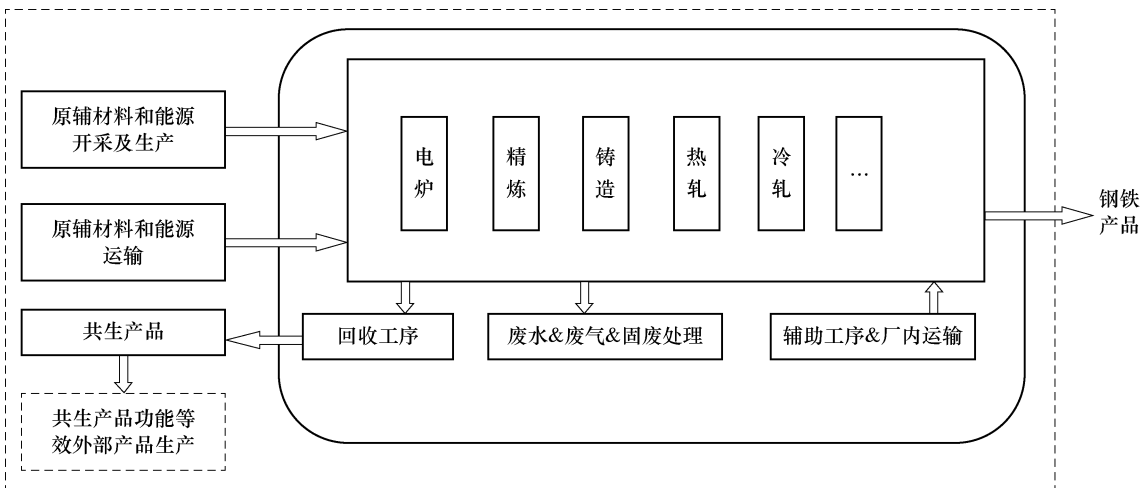 原辅材料和能源
开采及生产
电炉
精炼
铸造
热轧
冷轧
…
原辅材料和能源
运输
钢铁
产品
共生产品
回收工序
废水&废气&固废处理
辅助工序&厂内运输
共生产品功能等
效外部产品生产